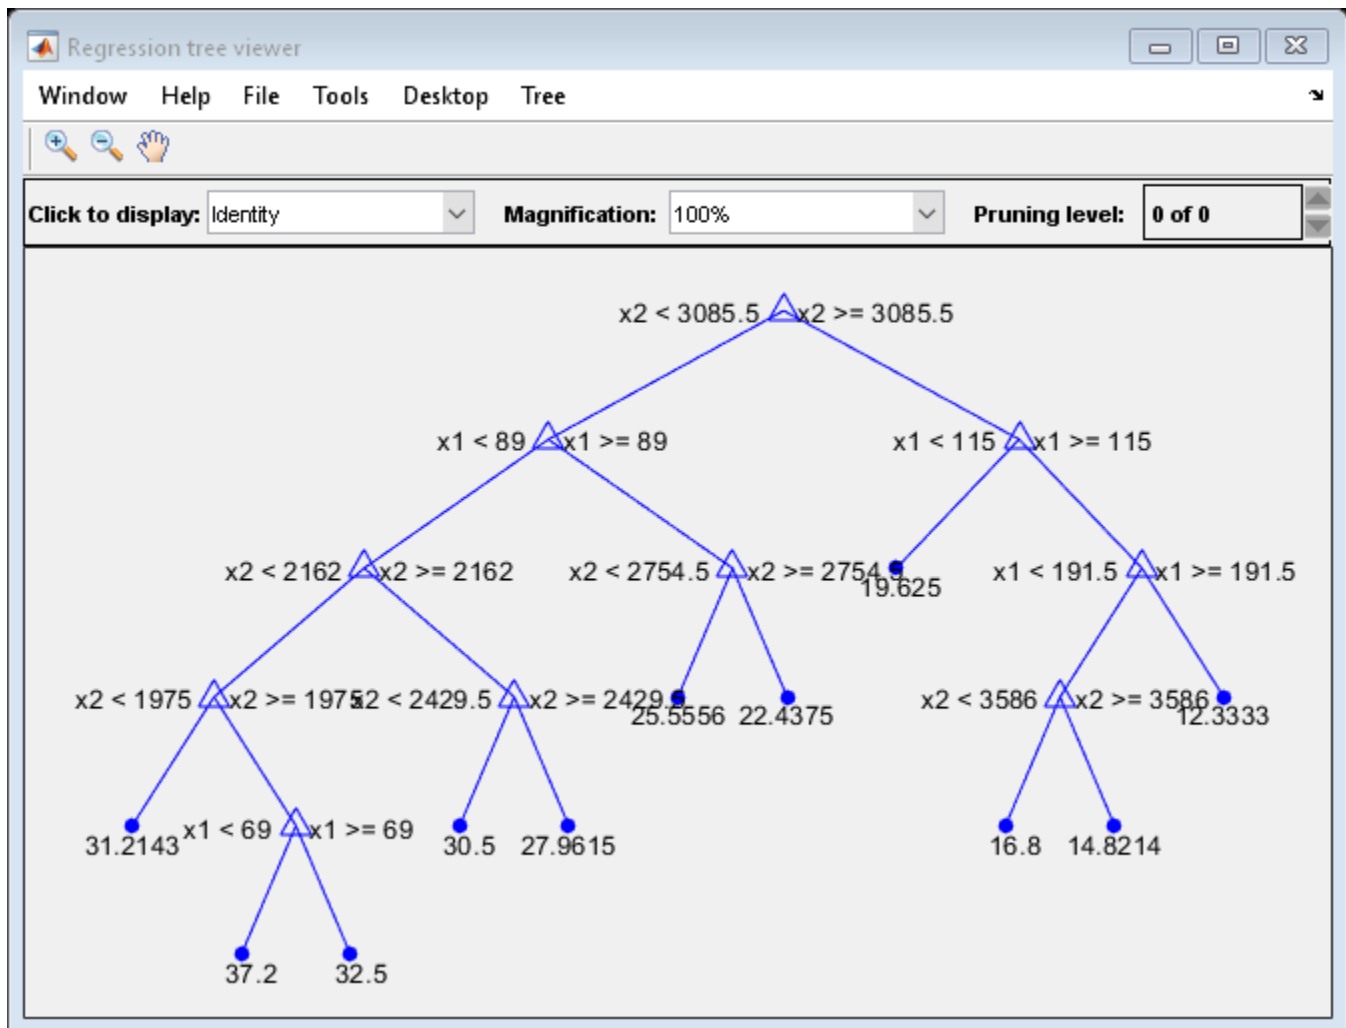 Regression tree viewer
Window Help File Tools Desktop Tree
Click to display: Identity Magnification: 100% Pruning level: 0 of 0
x2 < 3085.5 x2 >= 3085.5
x1 < 89 x1 >= 89 x1 < 115 x1 >= 115
x2 < 2162 x2 >= 2162 x2 < 2754.5 x2 >= 2754.5 x1 < 191.5 x1 >= 191.5
19.625
x2 < 1975 x2 >= 1975 x2 < 2429.5 x2 >= 2429.5 x2 < 3586 x2 >= 3586
25.5556 22.4375 12.3333
x1 < 69 x1 >= 69
31.2143 30.5 27.9615 16.8 14.8214
37.2 32.5